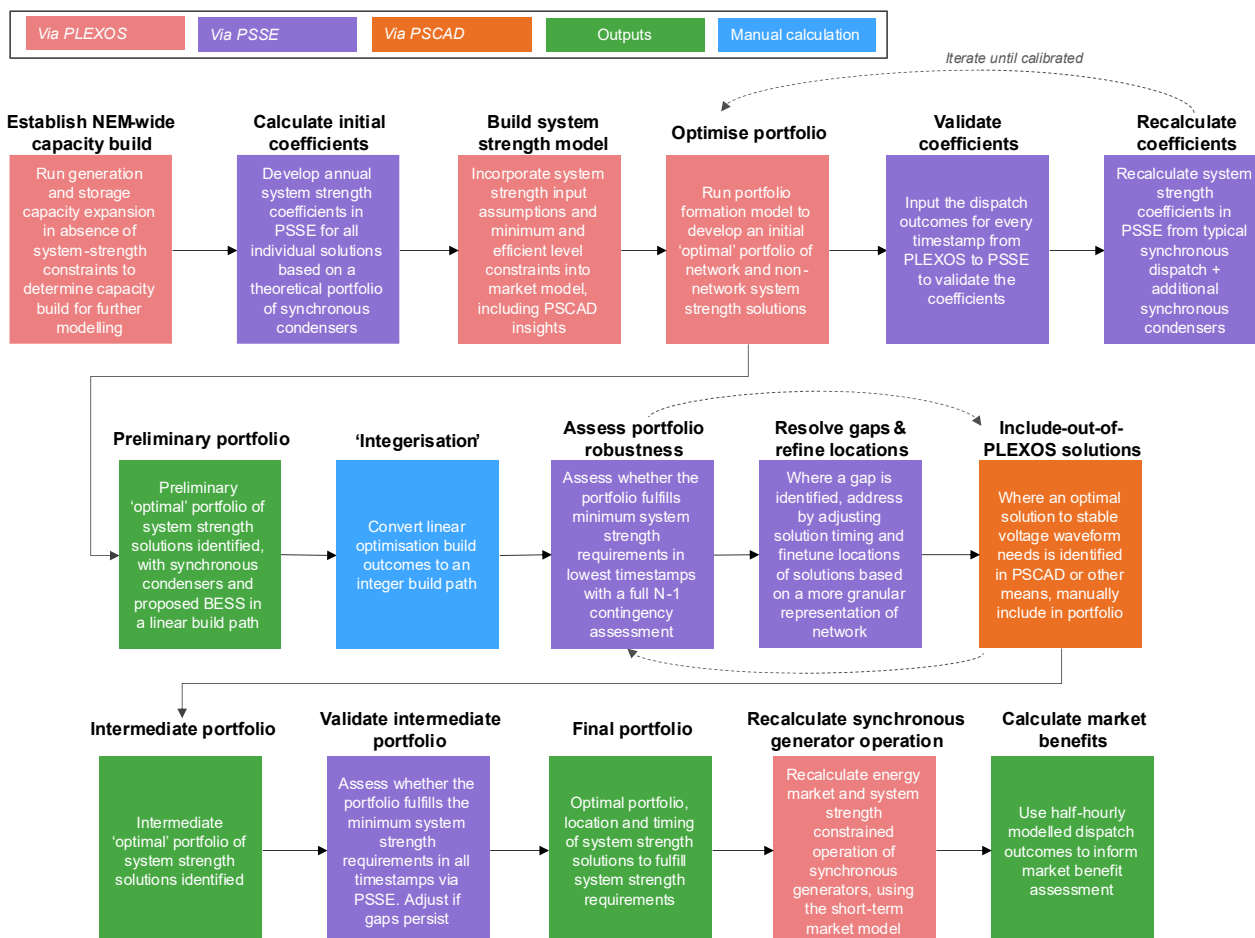 Via PLEXOS
Via PSSE
Via PSCAD
Outputs
Manual calculation
Iterate until calibrated
Establish NEM-wide
capacity build
Run generation
and storage
capacity expansion
in absence of
system-strength
constraints to
determine capacity
build for further
modelling
Calculate initial
coefficients
Develop annual
system strength
coefficients in
PSSE for all
individual solutions
based on a
theoretical portfolio
of synchronous
condensers
Build system
strength model
Incorporate system
strength input
assumptions and
minimum and
efficient level
constraints into
market model,
including PSCAD
insights
Optimise portfolio
Run portfolio
formation model to
develop an initial
‘optimal’ portfolio of
network and non-
network system
strength solutions
Validate
coefficients
Input the dispatch
outcomes for every
timestamp from
PLEXOS to PSSE
to validate the
coefficients
Recalculate
coefficients
Recalculate system
strength
coefficients in
PSSE from typical
synchronous
dispatch +
additional
synchronous
condensers
Preliminary portfolio
Preliminary
‘optimal’ portfolio of
system strength
solutions identified,
with synchronous
condensers and
proposed BESS in
a linear build path
‘Integerisation’
Convert linear
optimisation build
outcomes to an
integer build path
Assess portfolio
robustness
Assess whether the
portfolio fulfills
minimum system
strength
requirements in
lowest timestamps
with a full N-1
contingency
assessment
Resolve gaps &
refine locations
Where a gap is
identified, address
by adjusting
solution timing and
finetune locations
of solutions based
on a more granular
representation of
network
Include-out-of-
PLEXOS solutions
Where an optimal
solution to stable
voltage waveform
needs is identified
in PSCAD or other
means, manually
include in portfolio
Intermediate portfolio
Intermediate
‘optimal’ portfolio of
system strength
solutions identified
Validate intermediate
portfolio
Assess whether the
portfolio fulfills the
minimum system
strength
requirements in all
timestamps via
PSSE. Adjust if
gaps persist
Final portfolio
Optimal portfolio,
location and timing
of system strength
solutions to fulfill
system strength
requirements
Recalculate synchronous
generator operation
Recalculate energy
market and system
strength
constrained
operation of
synchronous
generators, using
the short-term
market model
Calculate market
benefits
Use half-hourly
modelled dispatch
outcomes to inform
market benefit
assessment